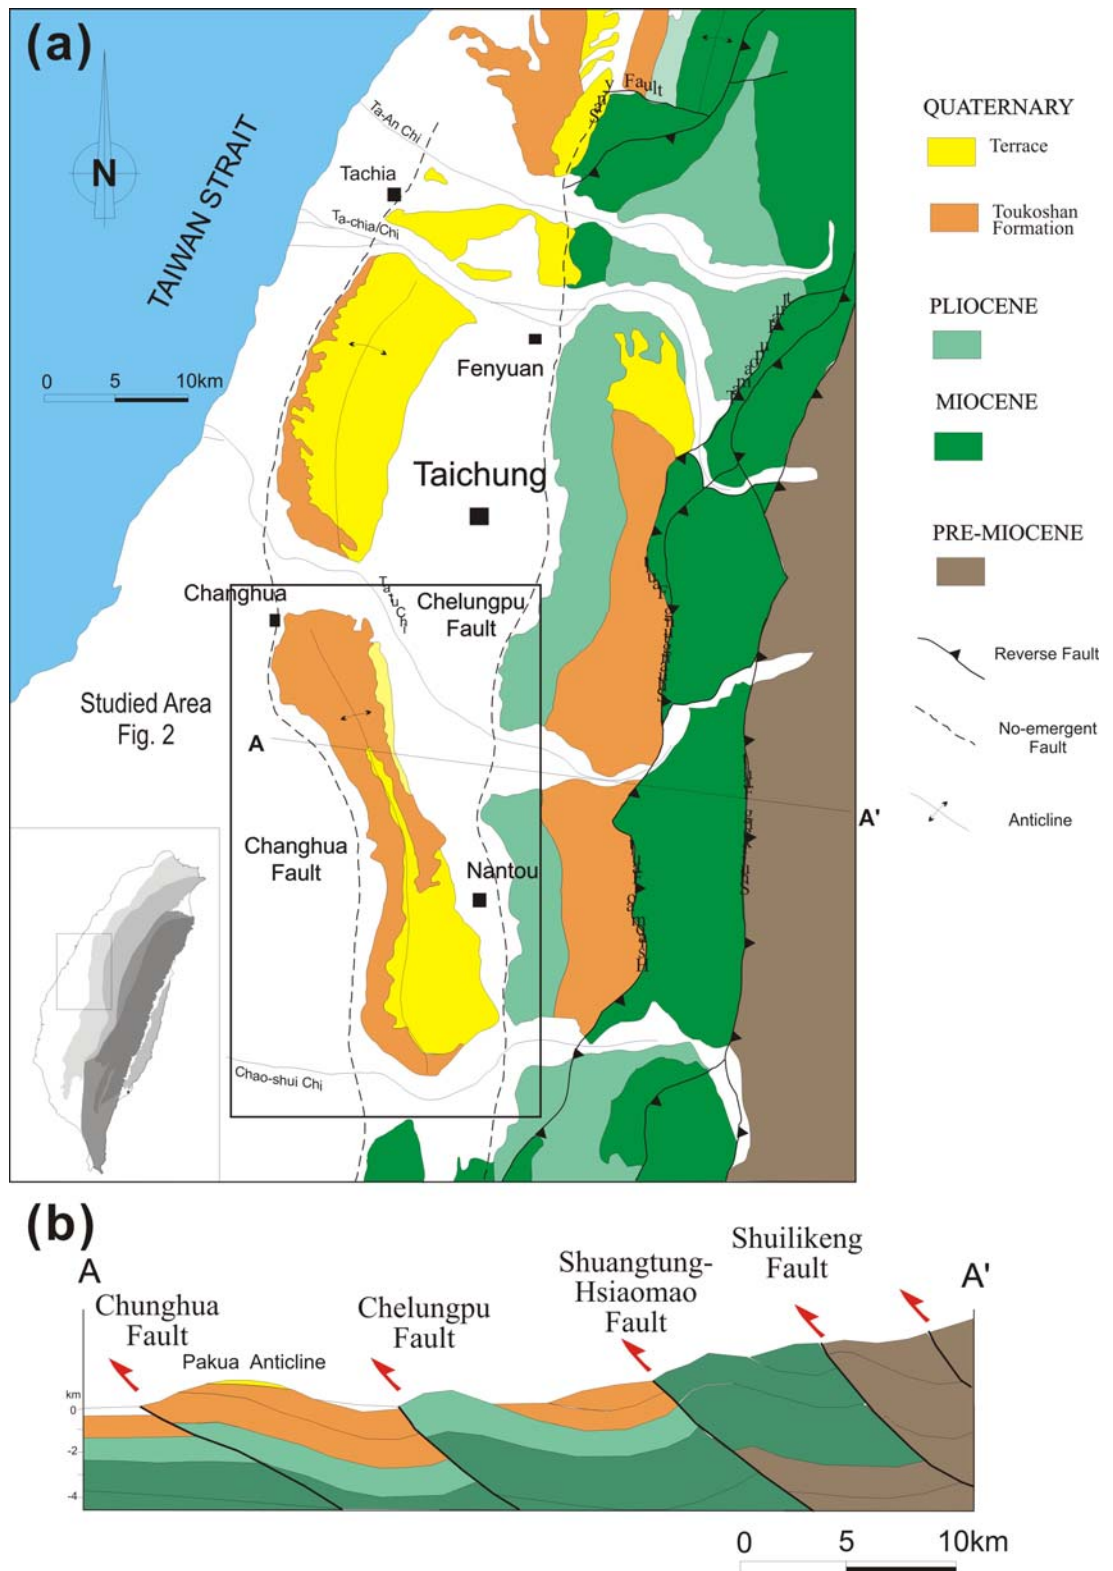 (a)
N
TAIWAN STRAIT
0 5 10km
Ta-An Chi
Tachia
Ta-chia/Chi
Sanyi Fault
Fenyuan
Taichung
Changhua
Ta-tu Chi
Chelungpu
Fault
Studied Area
Fig. 2
A
A'
Changhua
Fault
Nantou
Chao-shui Chi
QUATERNARY
Terrace
Toukoshan
Formation
PLIOCENE
MIOCENE
PRE-MIOCENE
Reverse Fault
No-emergent
Fault
Anticline
(b)
A
A'
Chunghua
Fault
Pakua Anticline
Chelungpu
Fault
Shuangtung-
Hsiaomao
Fault
Shuilikeng
Fault
km
0
-2
-4
0 5 10km